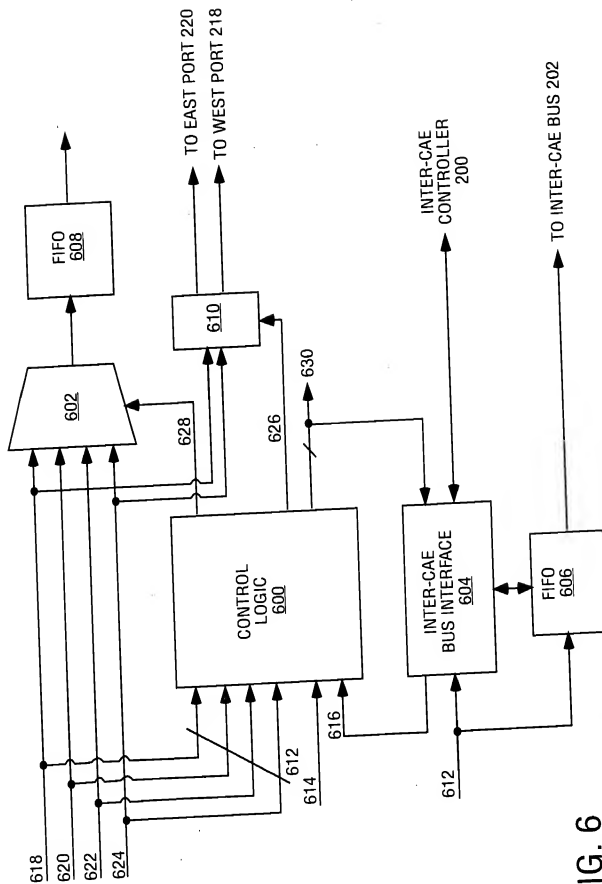 618
620
622
624
602
FIFO
608
628
610
TO EAST PORT 220
TO WEST PORT 218
626
630
CONTROL
LOGIC
600
612
614
616
INTER-CAE
BUS INTERFACE
604
INTER-CAE
CONTROLLER
200
612
FIFO
606
TO INTER-CAE BUS 202
IG. 6